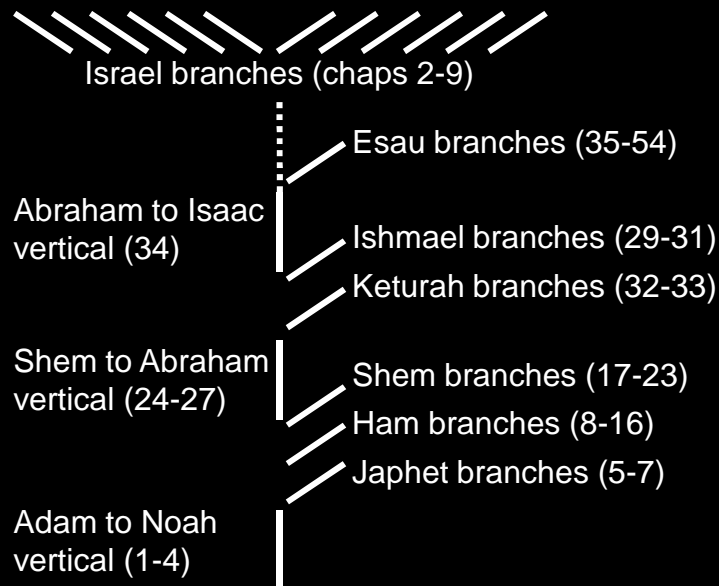 Israel branches (chaps 2-9)
Esau branches (35-54)
Abraham to Isaac
vertical (34)
Ishmael branches (29-31)
Keturah branches (32-33)
Shem to Abraham
vertical (24-27)
Shem branches (17-23)
Ham branches (8-16)
Japhet branches (5-7)
Adam to Noah
vertical (1-4)